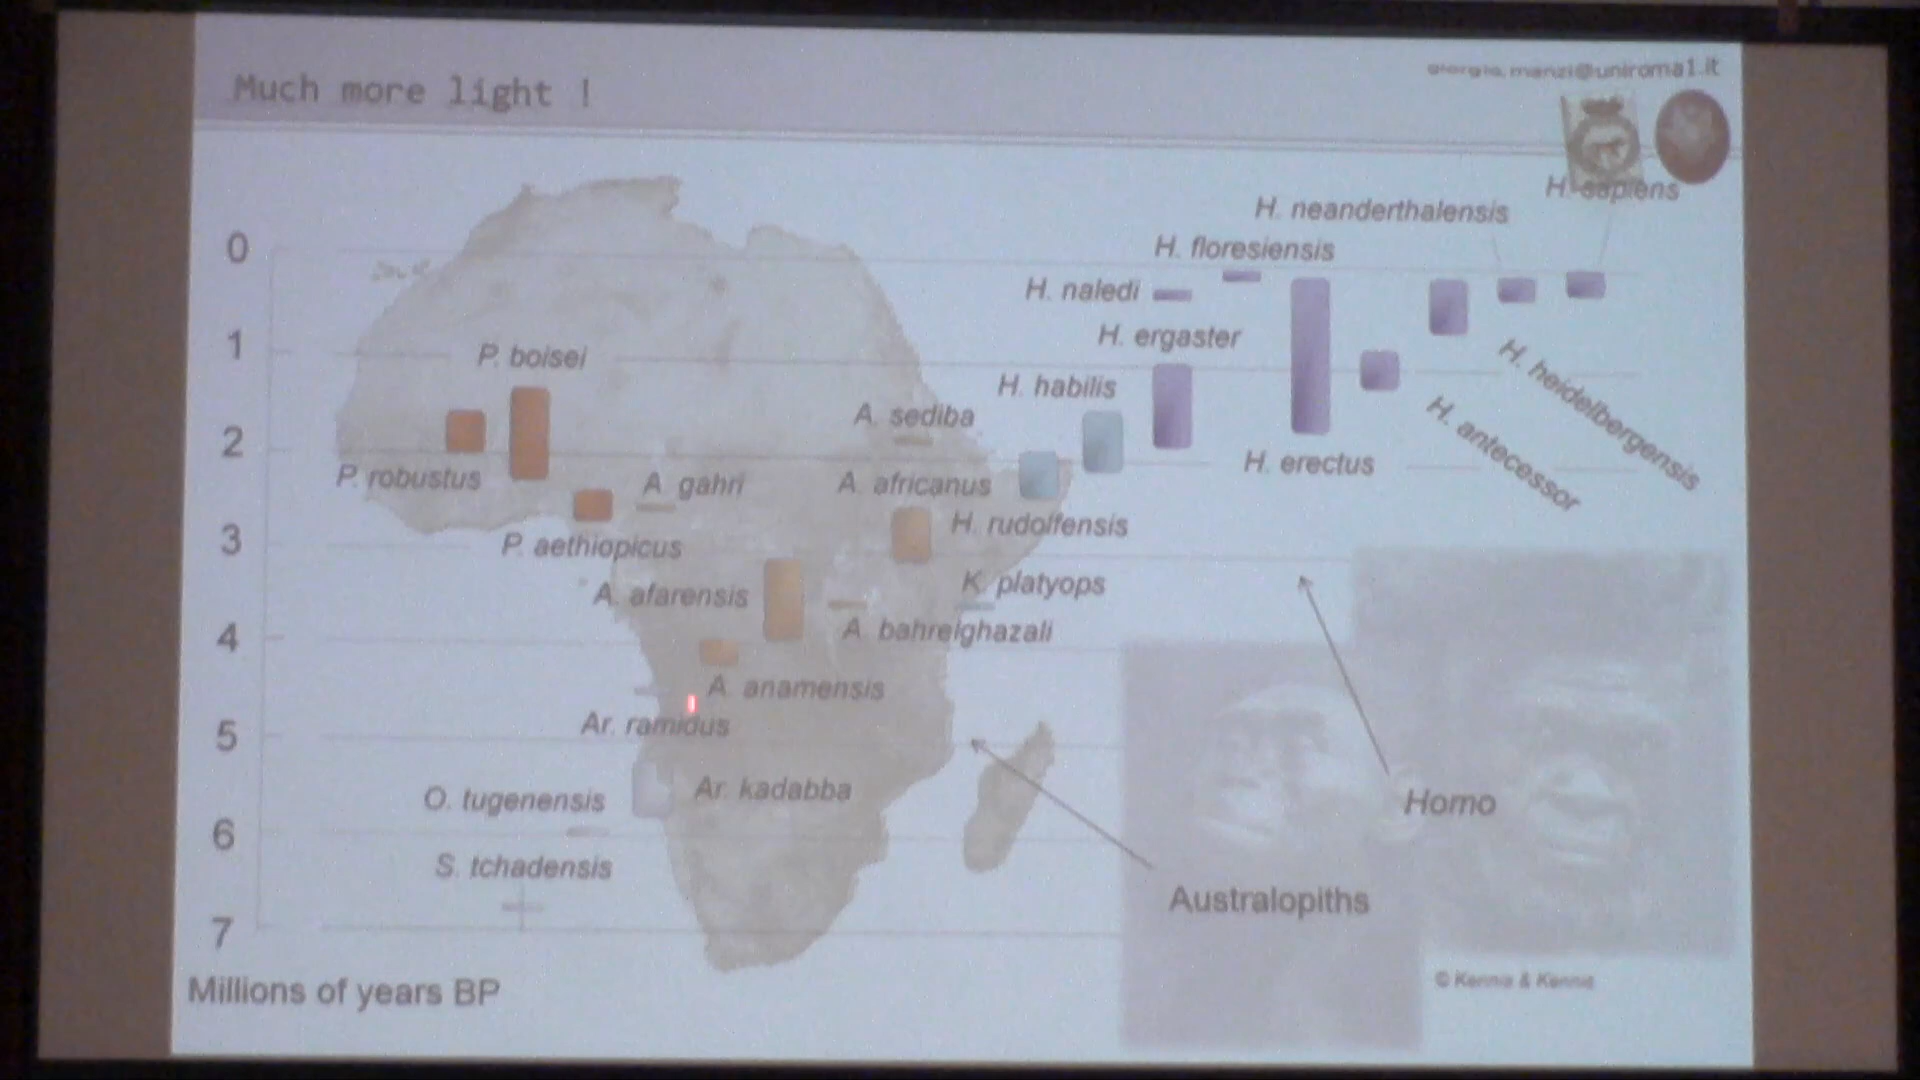 Much more light !
giorgio.manzi@uniroma1.it
H. sapiens
H. neanderthalensis
H. floresiensis
0
H. naledi
H. ergaster
1
P. boisei
H. habilis
H. heidelbergensis
A. sediba
H. antecessor
2
H. erectus
P. robustus
A. gahri
A. africanus
H. rudolfensis
3
P. aethiopicus
A. afarensis
K. platyops
4
A. bahrelghazali
A. anamensis
Ar. ramidus
5
Ar. kadabba
O. tugenensis
Homo
6
S. tchadensis
Australopiths
7
Millions of years BP
© Kennis & Kennis